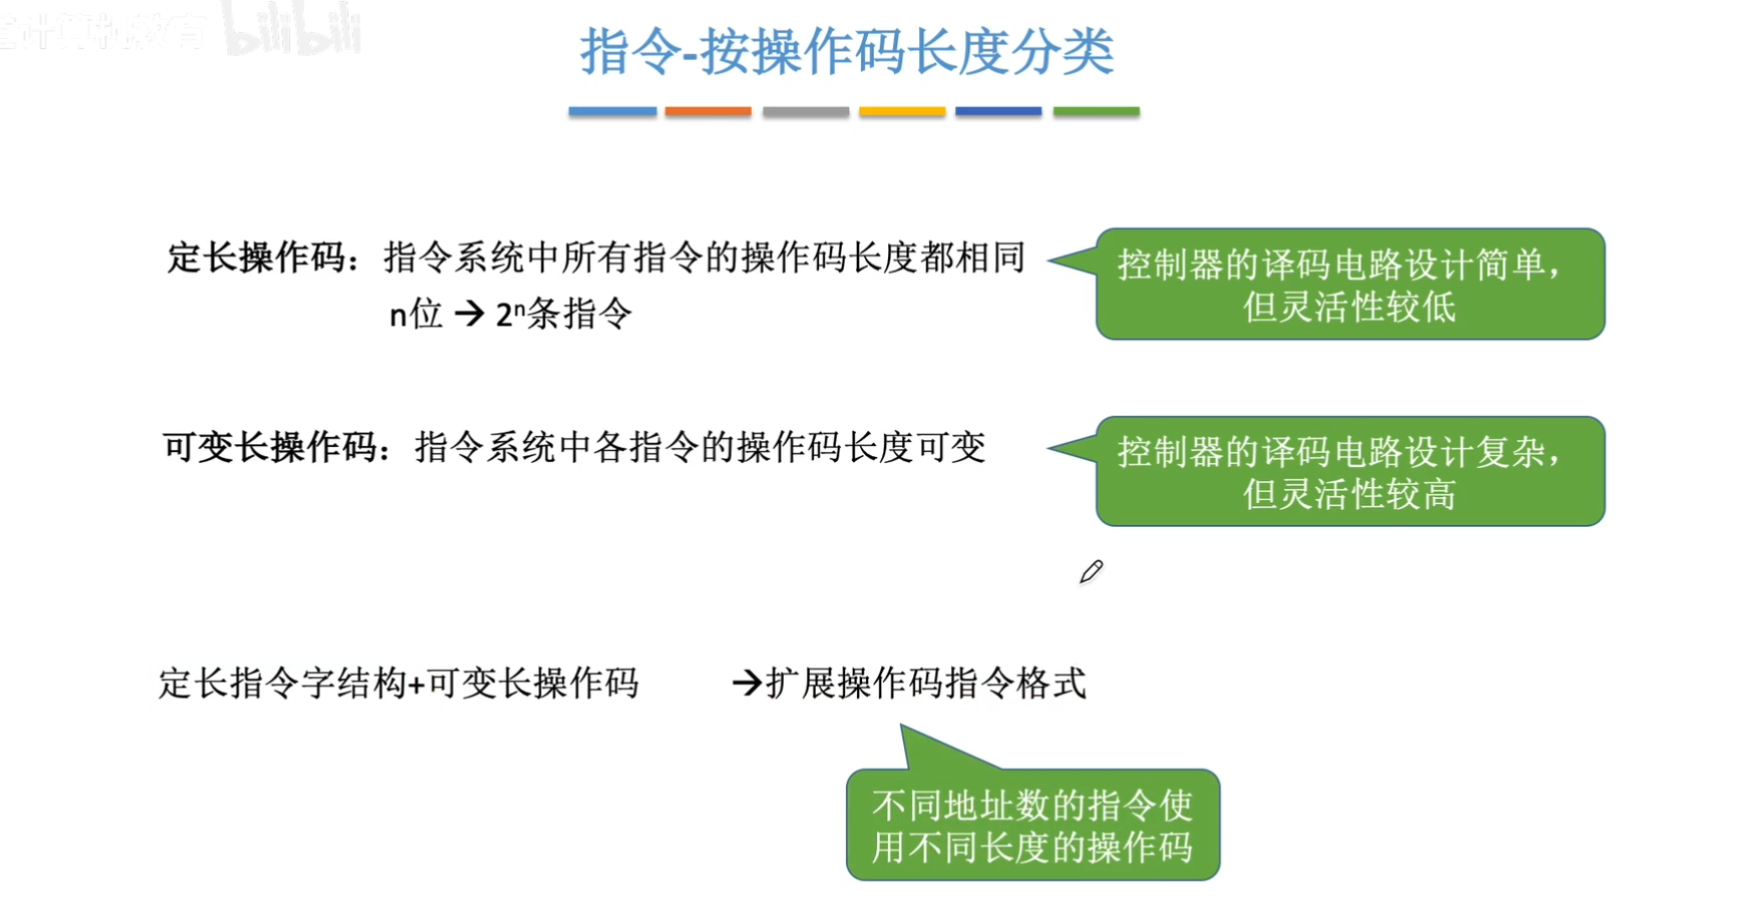 计算机教育 bilibili
指令-按操作码长度分类
定长操作码：指令系统中所有指令的操作码长度都相同
n位 → 2ⁿ条指令
控制器的译码电路设计简单，
但灵活性较低
可变长操作码：指令系统中各指令的操作码长度可变
控制器的译码电路设计复杂，
但灵活性较高
定长指令字结构+可变长操作码 →扩展操作码指令格式
不同地址数的指令使
用不同长度的操作码